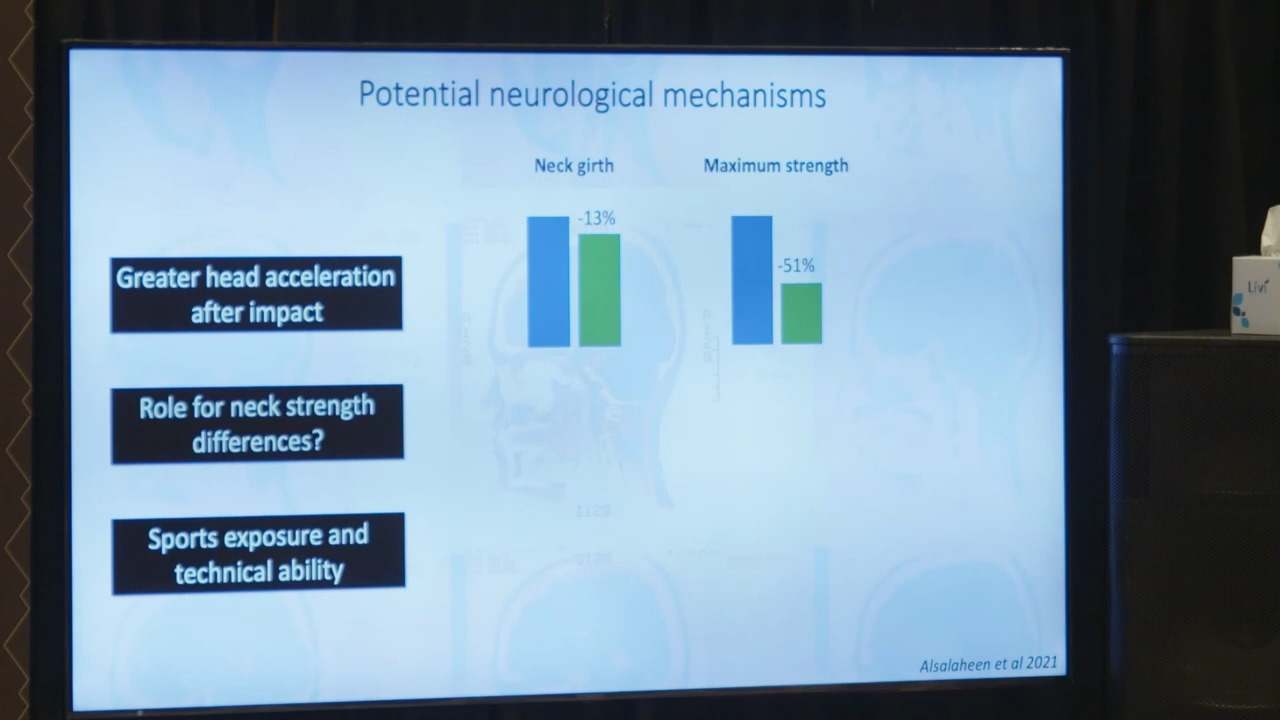 Potential neurological mechanisms
Neck girth
Maximum strength
-13%
-51%
Greater head acceleration
after impact
Role for neck strength
differences?
Sports exposure and
technical ability
Alsalaheen et al 2021
Livi